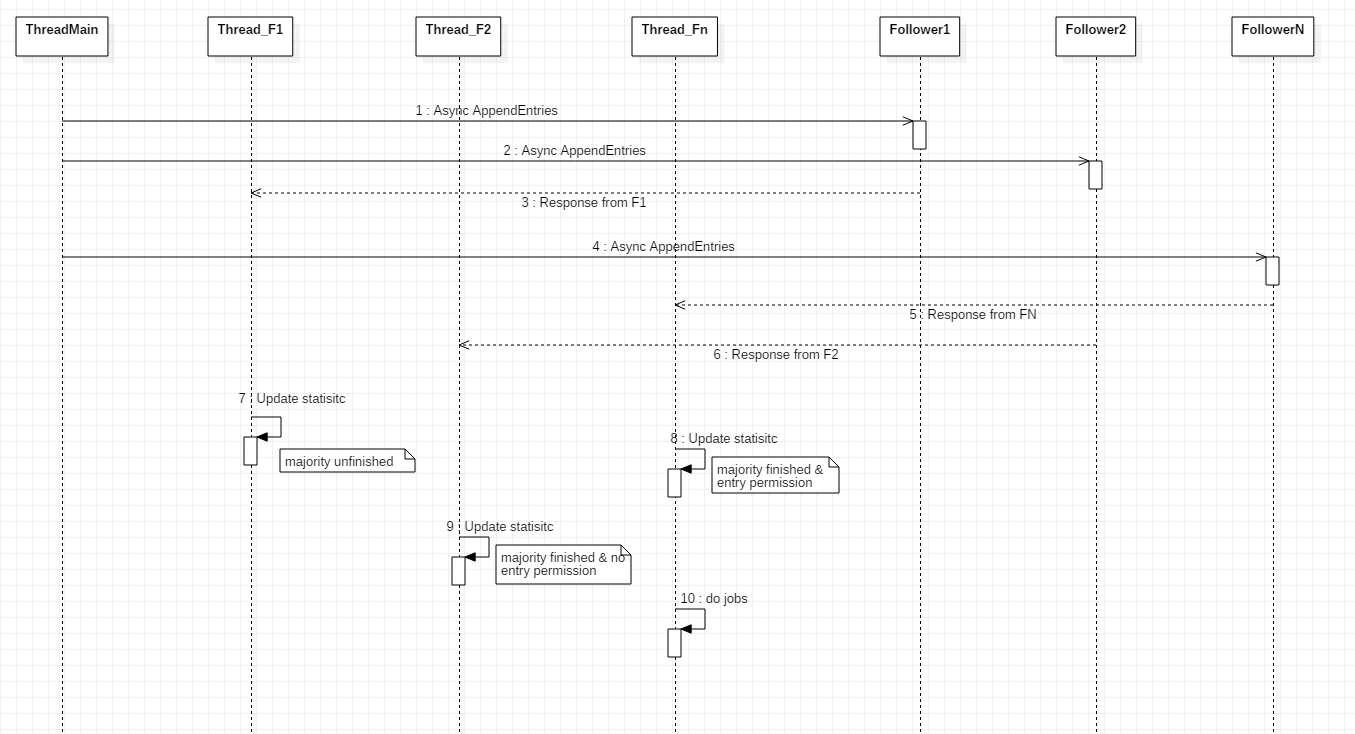 ThreadMain
Thread_F1
Thread_F2
Thread_Fn
Follower1
Follower2
FollowerN
1 : Async AppendEntries
2 : Async AppendEntries
3 : Response from F1
4 : Async AppendEntries
5 : Response from FN
6 : Response from F2
7 : Update statisitc
majority unfinished
8 : Update statisitc
majority finished &
entry permission
9 : Update statisitc
majority finished & no
entry permission
10 : do jobs